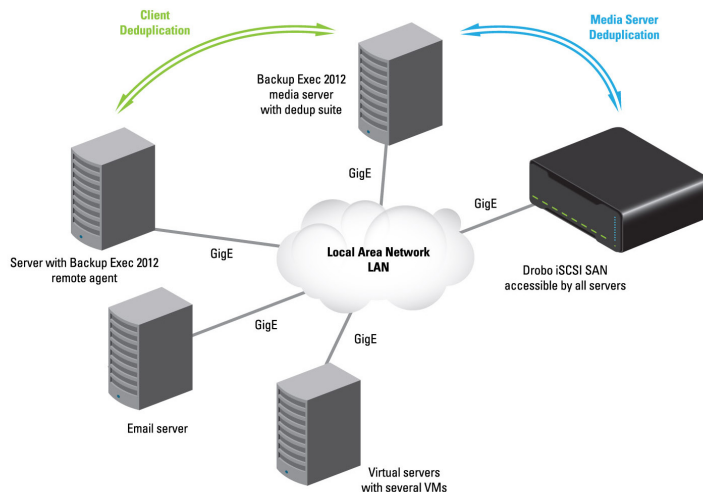 Client
Deduplication
Media Server
Deduplication
Backup Exec 2012
media server
with dedup suite
GigE
GigE
Local Area Network
LAN
Server with Backup Exec 2012
remote agent
GigE
Drobo iSCSI SAN
accessible by all servers
GigE
GigE
Email server
Virtual servers
with several VMs